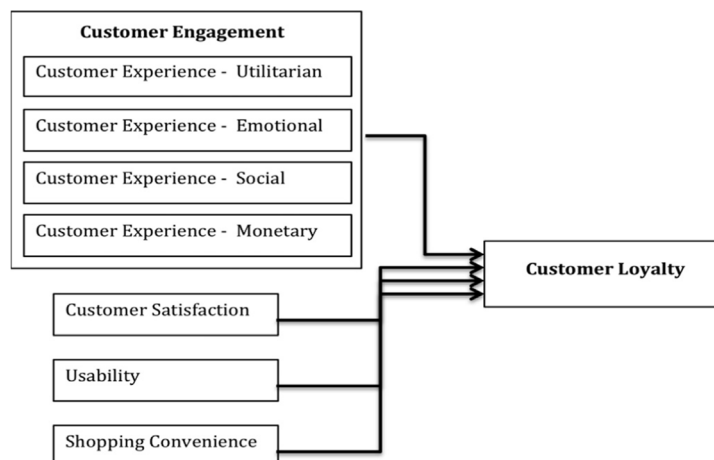 Customer Engagement
Customer Experience - Utilitarian
Customer Experience - Emotional
Customer Experience - Social
Customer Experience - Monetary
Customer Loyalty
Customer Satisfaction
Usability
Shopping Convenience